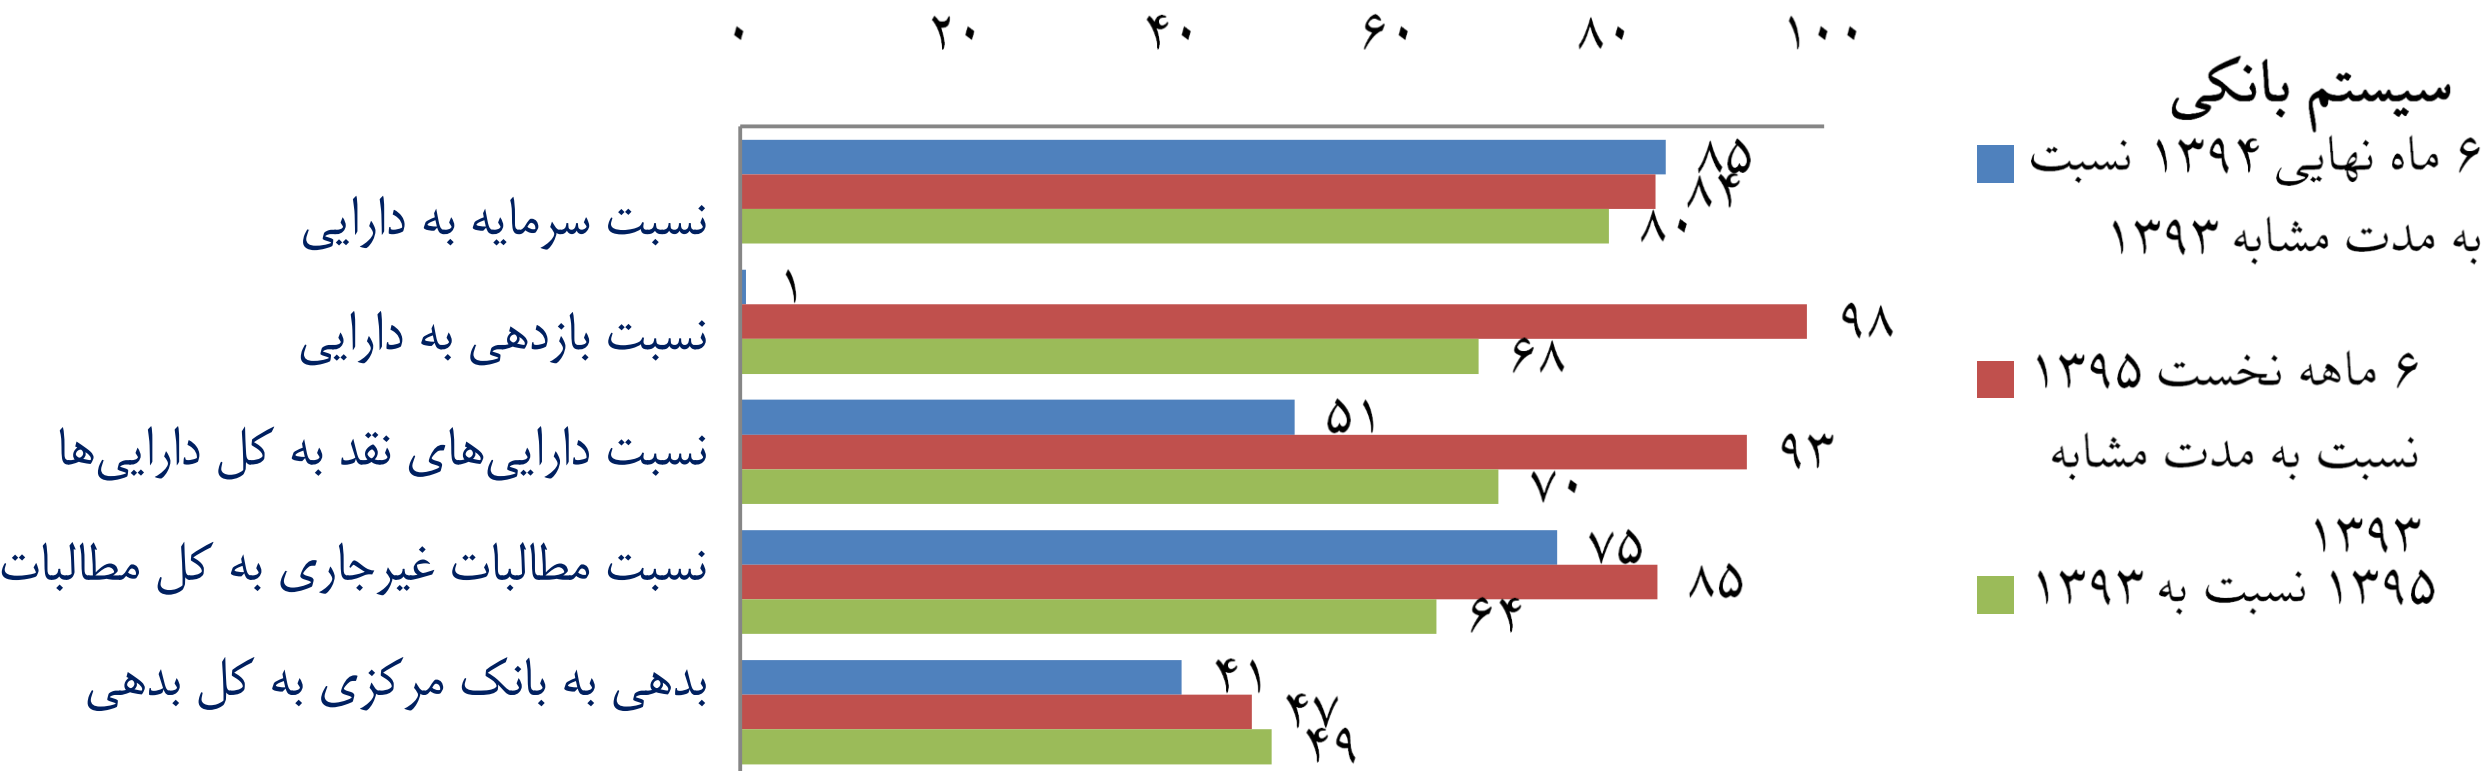 ۰ ۲۰ ۴۰ ۶۰ ۸۰ ۱۰۰
سیستم بانکی
۶ ماه نهایی ۱۳۹۴ نسبت
به مدت مشابه ۱۳۹۳
۶ ماهه نخست ۱۳۹۵
نسبت به مدت مشابه
۱۳۹۳
۱۳۹۵ نسبت به ۱۳۹۳
نسبت سرمایه به دارایی
۸۵
۸۴
۸۰
نسبت بازدهی به دارایی
۱
۹۸
۶۸
نسبت دارایی‌های نقد به کل دارایی‌ها
۵۱
۹۳
۷۰
نسبت مطالبات غیرجاری به کل مطالبات
۷۵
۸۵
۶۴
بدهی به بانک مرکزی به کل بدهی
۴۱
۴۷
۴۹